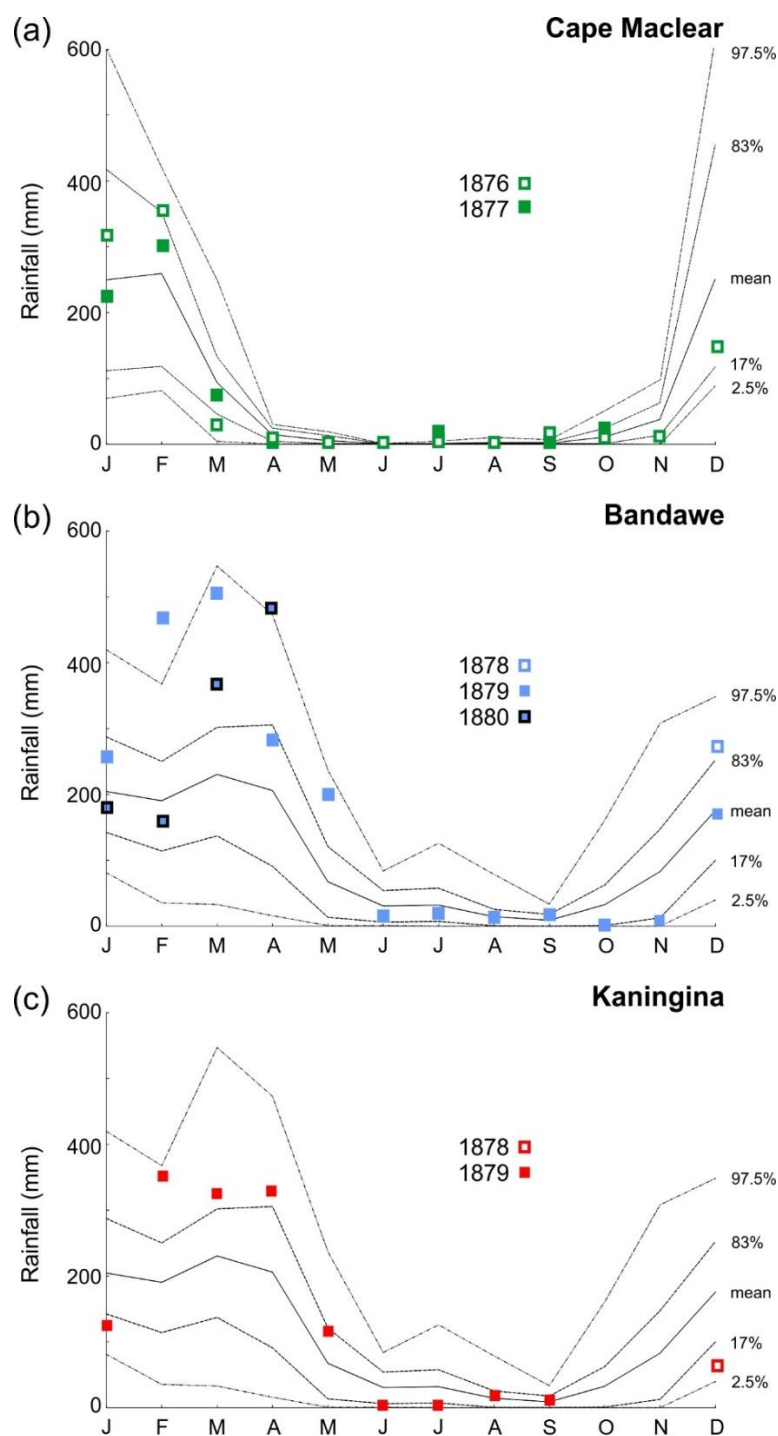 (a) Cape Maclear
600
400
200
0
Rainfall (mm)
1876
1877
97.5%
83%
mean
17%
2.5%
J F M A M J J A S O N D
(b) Bandawe
600
400
200
0
Rainfall (mm)
1878
1879
1880
97.5%
83%
mean
17%
2.5%
J F M A M J J A S O N D
(c) Kaningina
600
400
200
0
Rainfall (mm)
1878
1879
97.5%
83%
mean
17%
2.5%
J F M A M J J A S O N D